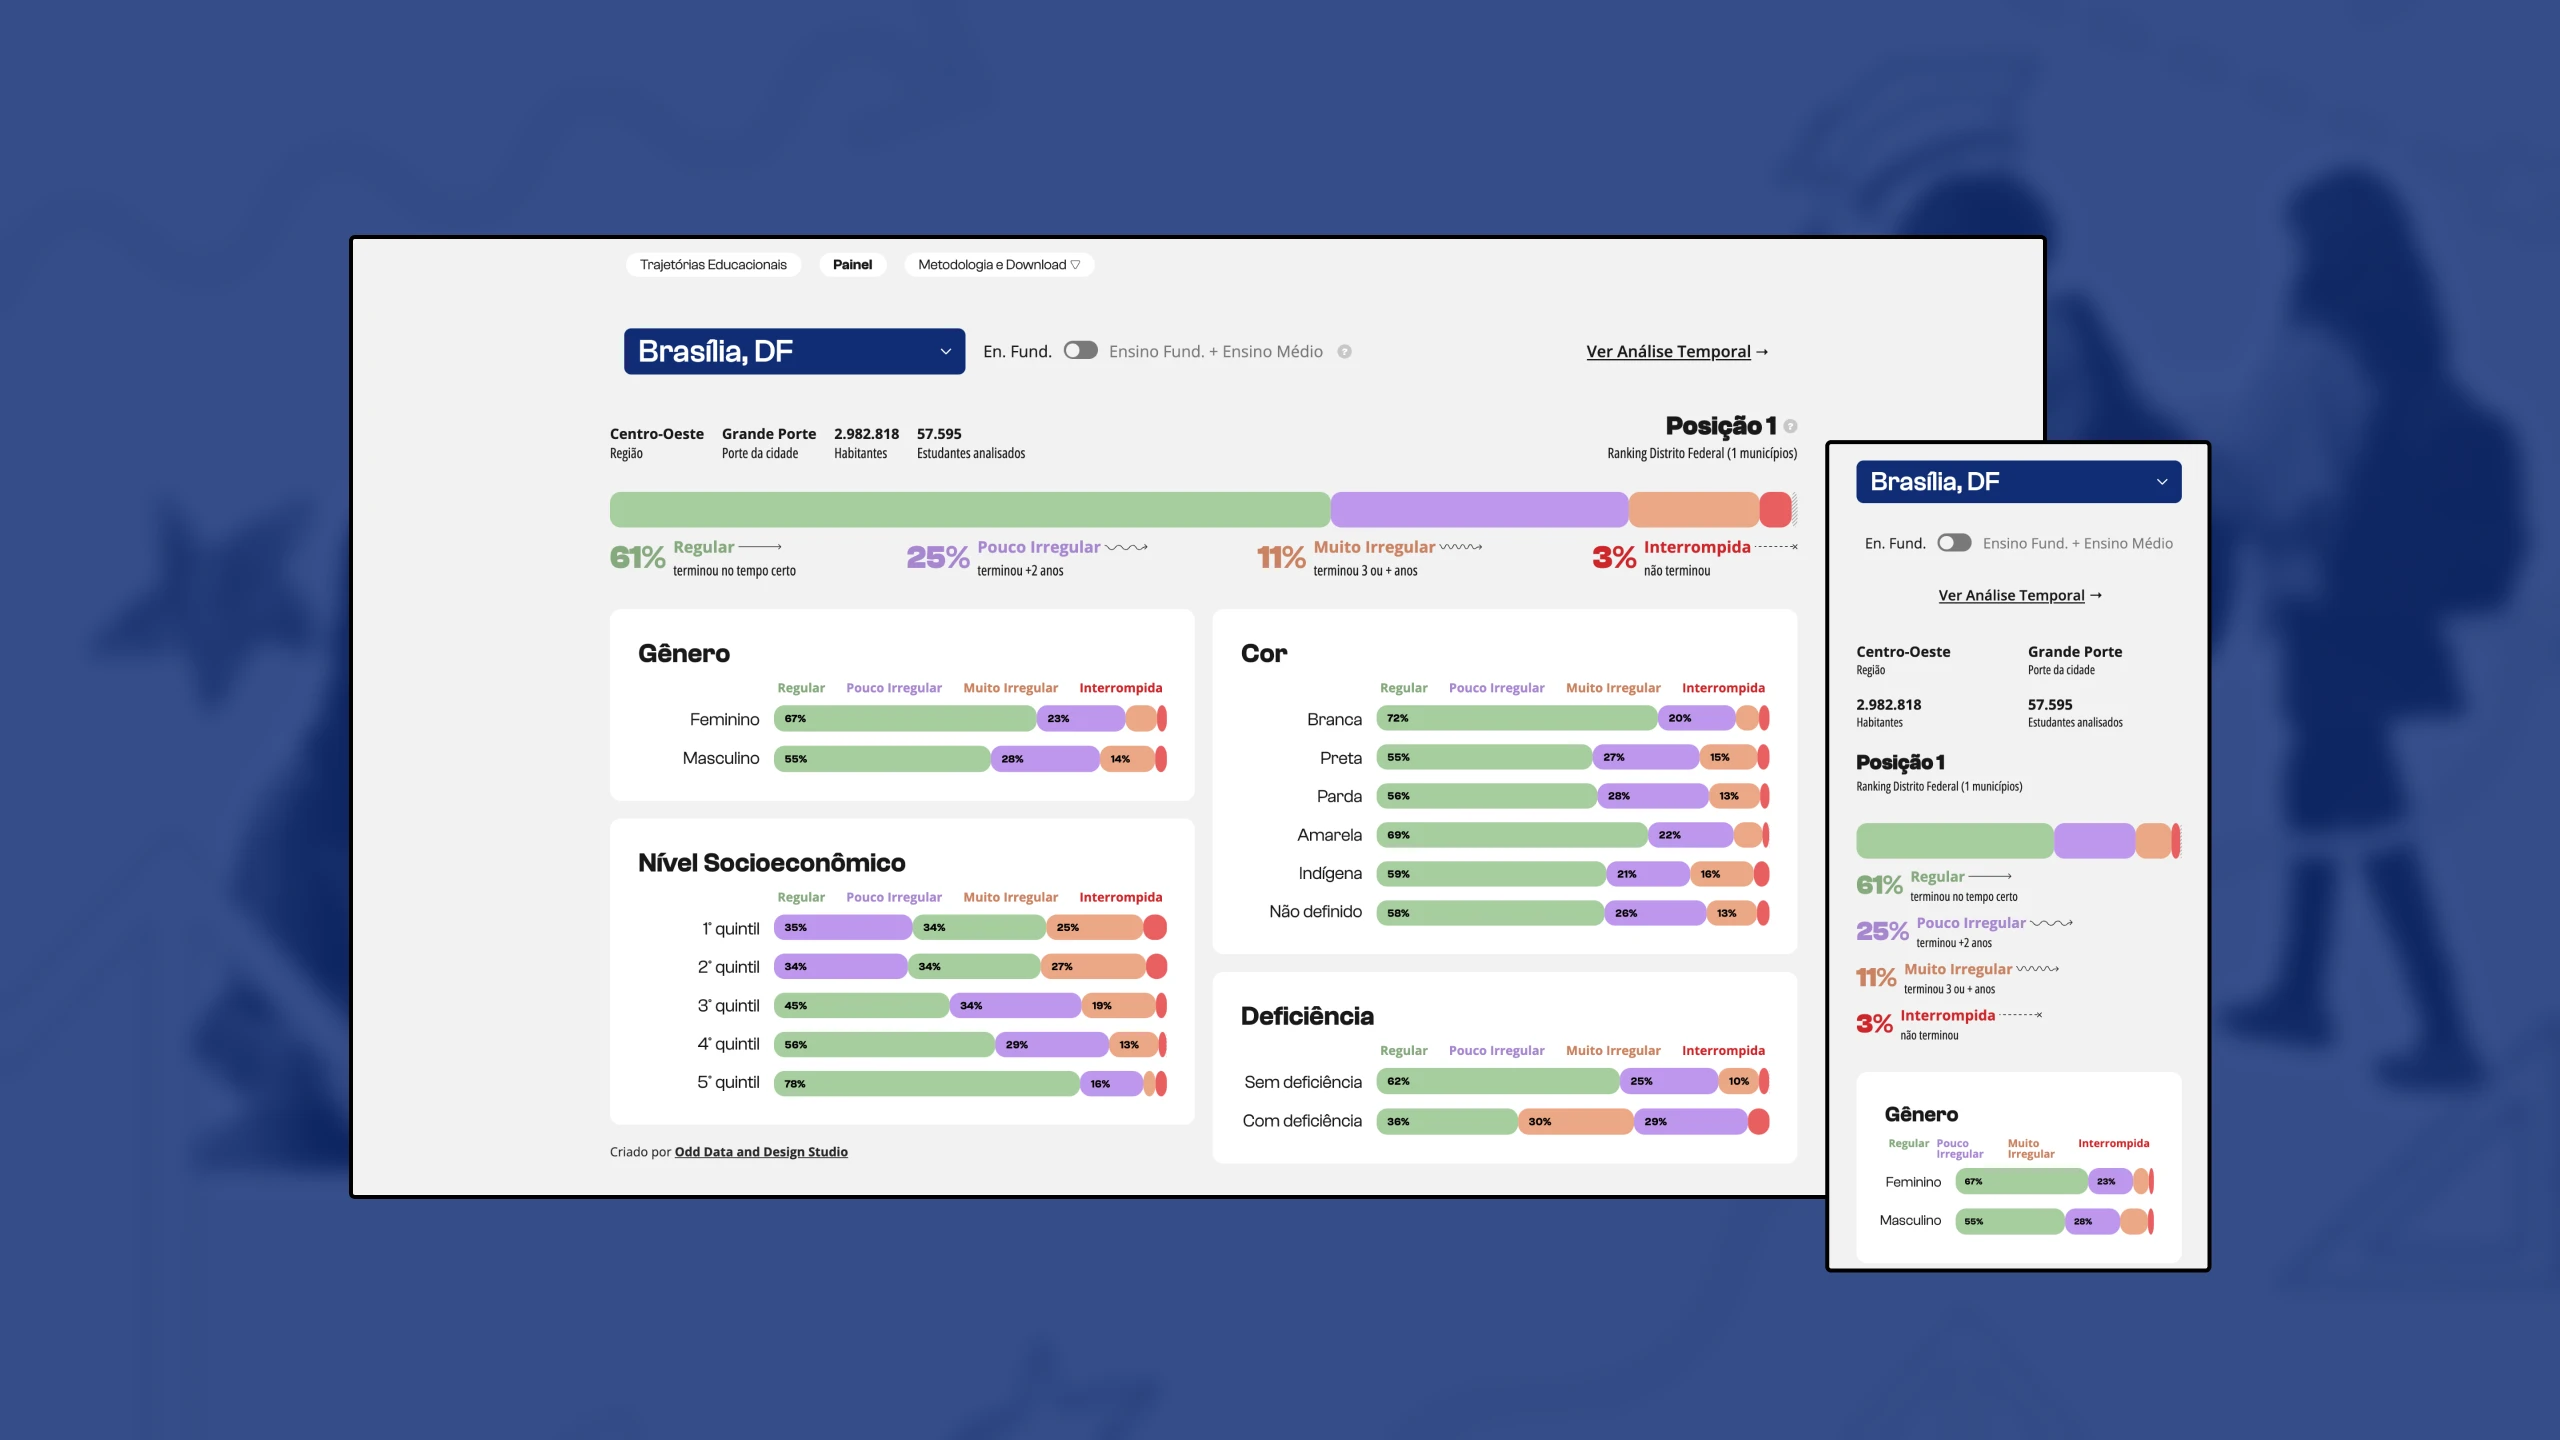 Trajetórias Educacionais
Painel
Metodologia e Download ▽
Brasília, DF
En. Fund.
Ensino Fund. + Ensino Médio ?
Ver Análise Temporal →
Centro-Oeste
Região
Grande Porte
Porte da cidade
2.982.818
Habitantes
57.595
Estudantes analisados
Posição 1 ?
Ranking Distrito Federal (1 municípios)
61% Regular
terminou no tempo certo
25% Pouco Irregular
terminou +2 anos
11% Muito Irregular
terminou 3 ou + anos
3% Interrompida
não terminou
Gênero
Regular Pouco Irregular Muito Irregular Interrompida
Feminino 67% 23%
Masculino 55% 28% 14%
Nível Socioeconômico
Regular Pouco Irregular Muito Irregular Interrompida
1° quintil 35% 34% 25%
2° quintil 34% 34% 27%
3° quintil 45% 34% 19%
4° quintil 56% 29% 13%
5° quintil 78% 16%
Criado por Odd Data and Design Studio
Cor
Regular Pouco Irregular Muito Irregular Interrompida
Branca 72% 20%
Preta 55% 27% 15%
Parda 56% 28% 13%
Amarela 69% 22%
Indígena 59% 21% 16%
Não definido 58% 26% 13%
Deficiência
Regular Pouco Irregular Muito Irregular Interrompida
Sem deficiência 62% 25% 10%
Com deficiência 36% 30% 29%
Brasília, DF
En. Fund.
Ensino Fund. + Ensino Médio
Ver Análise Temporal →
Centro-Oeste
Região
Grande Porte
Porte da cidade
2.982.818
Habitantes
57.595
Estudantes analisados
Posição 1
Ranking Distrito Federal (1 municípios)
61% Regular
terminou no tempo certo
25% Pouco Irregular
terminou +2 anos
11% Muito Irregular
terminou 3 ou + anos
3% Interrompida
não terminou
Gênero
Regular Pouco Irregular Muito Irregular Interrompida
Feminino 67% 23%
Masculino 55% 28%